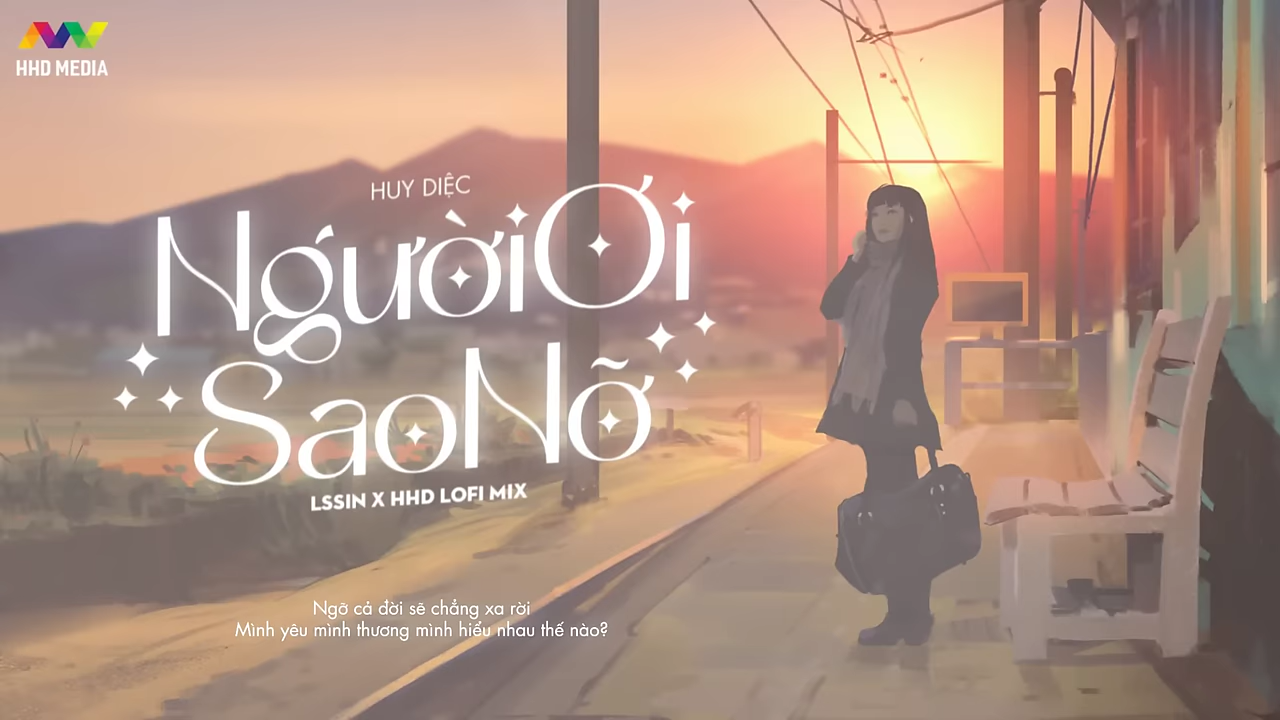 HHD MEDIA
HUY DIỆC
Người Ơi
Sao Nỡ
LSSIN X HHD LOFI MIX
Ngỡ cả đời sẽ chẳng xa rời
Mình yêu mình thương mình hiểu nhau thế nào?